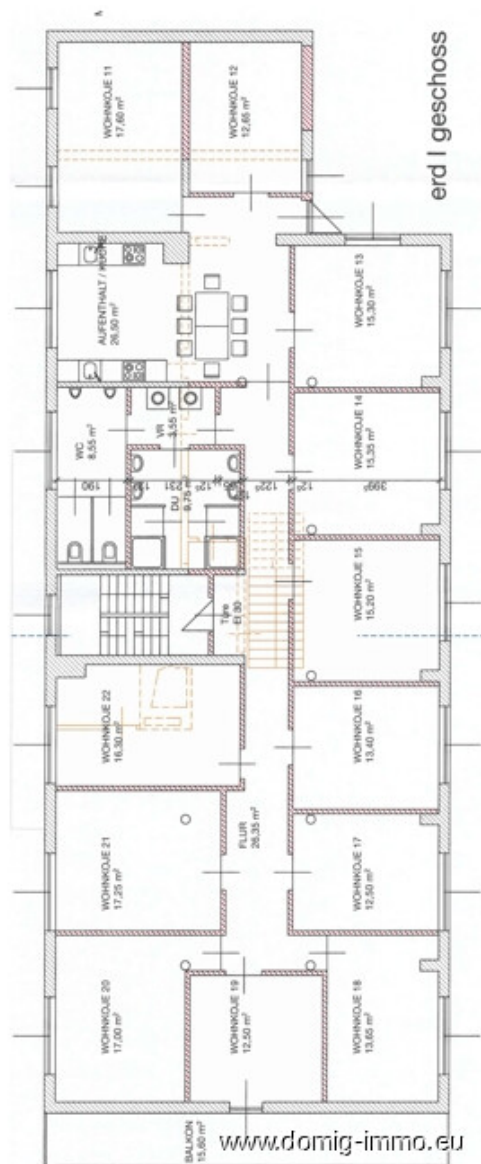 WOHNKOJE 11
17,60 m²
WOHNKOJE 12
12,65 m²
erd I geschoss
AUFENTHALT / KÜCHE
26,50 m²
WOHNKOJE 13
15,30 m²
WC
8,55 m²
VR
3,55 m²
WOHNKOJE 14
15,35 m²
DU
9,75 m²
Türe
EI 30
WOHNKOJE 15
15,20 m²
WOHNKOJE 22
16,30 m²
WOHNKOJE 16
13,40 m²
FLUR
26,35 m²
WOHNKOJE 21
17,25 m²
WOHNKOJE 17
12,50 m²
WOHNKOJE 20
17,00 m²
WOHNKOJE 19
12,50 m²
WOHNKOJE 18
13,65 m²
BALKON
15,60 m²
www.domig-immo.eu